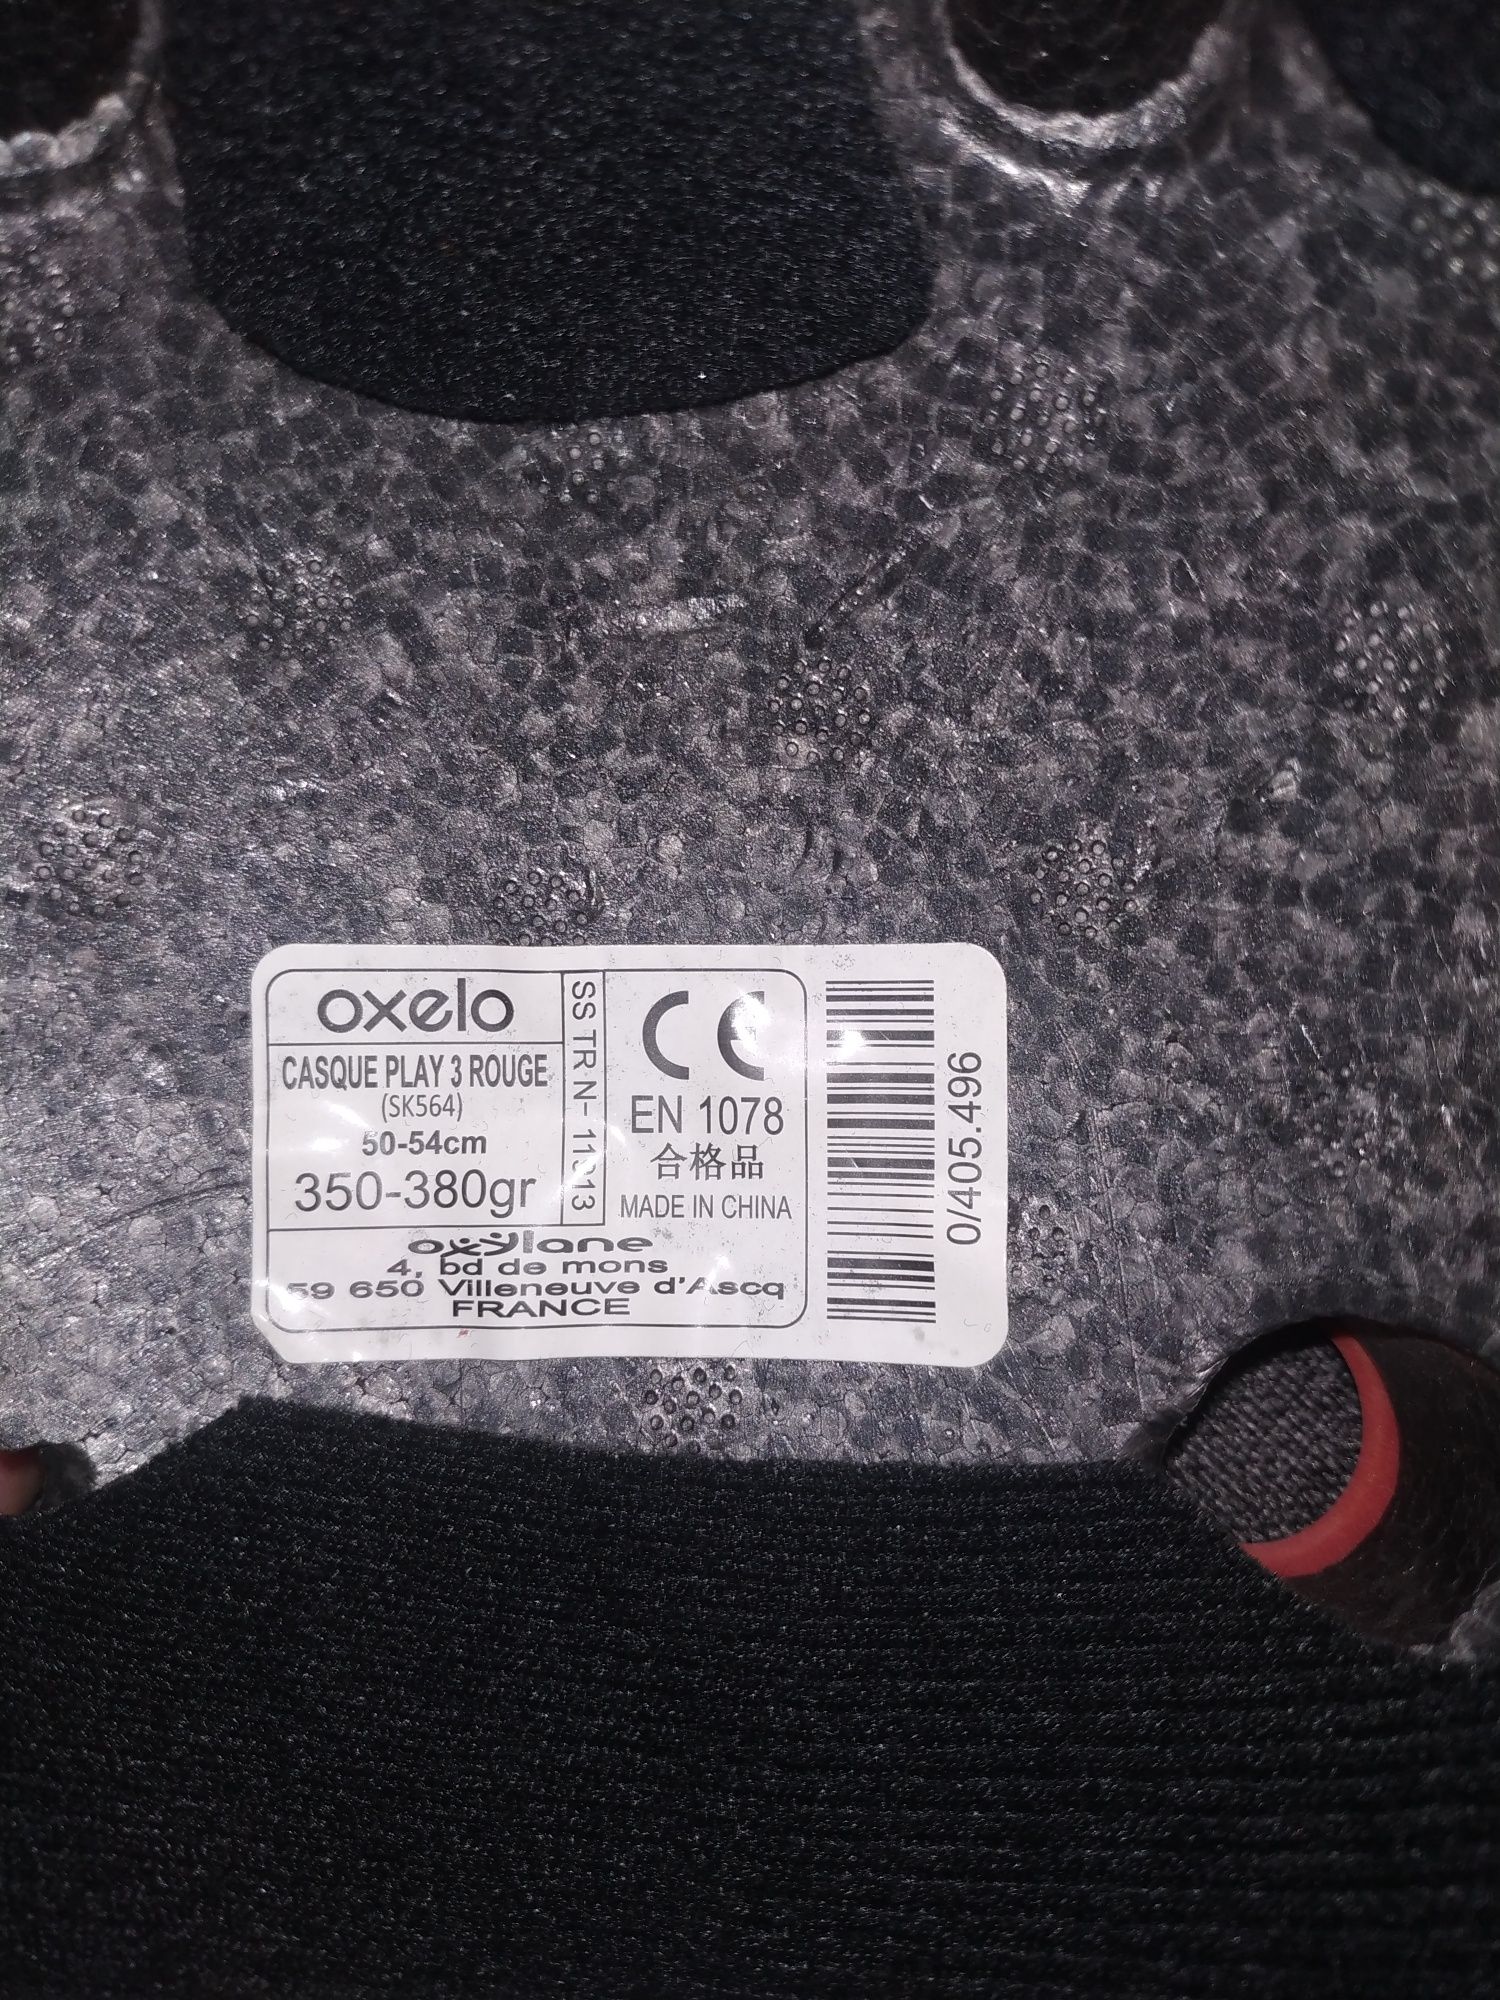 oxelo
CASQUE PLAY 3 ROUGE
(SK564)
50-54cm
350-380gr
SS TR N-
CE
EN 1078
合格品
MADE IN CHINA
oxylane
4, bd de mons
59 650 Villeneuve d'Ascq
FRANCE
0/405.496